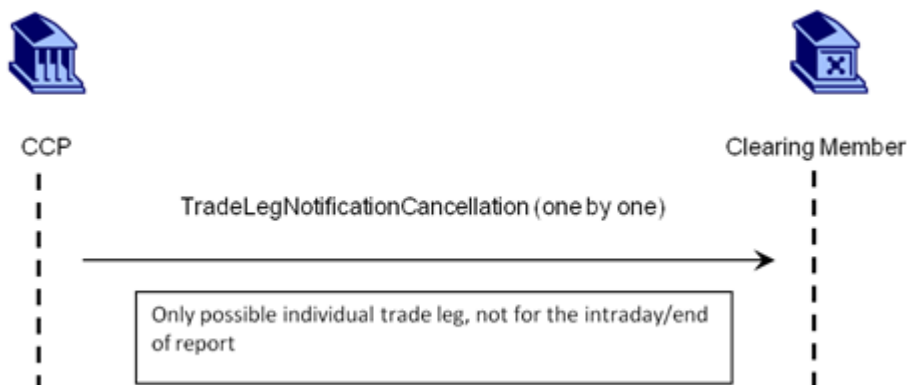 CCP
Clearing Member
TradeLegNotificationCancellation (one by one)
Only possible individual trade leg, not for the intraday/end
of report